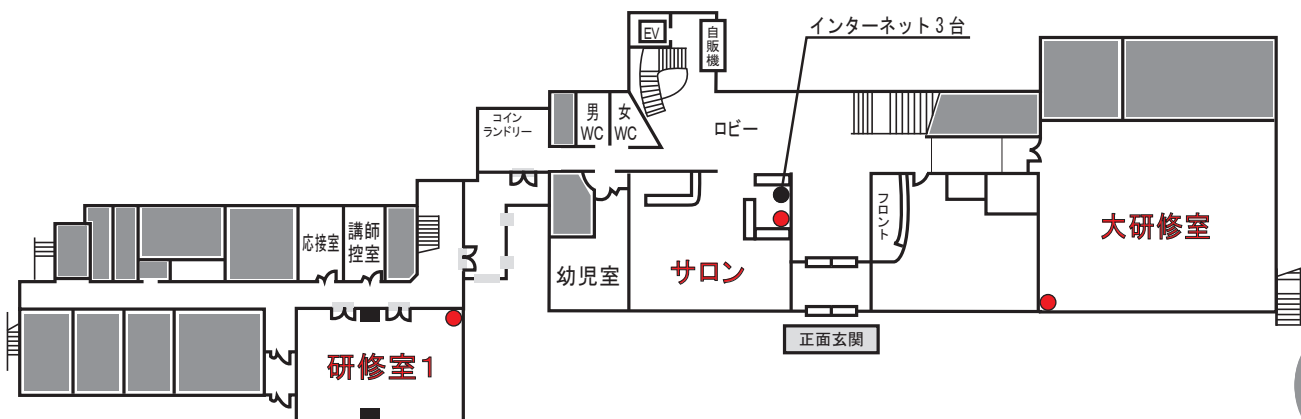 インターネット3台
EV
自販機
コイン
ランドリー
男
WC
女
WC
ロビー
フロント
大研修室
応接室
講師
控室
幼児室
サロン
正面玄関
研修室1